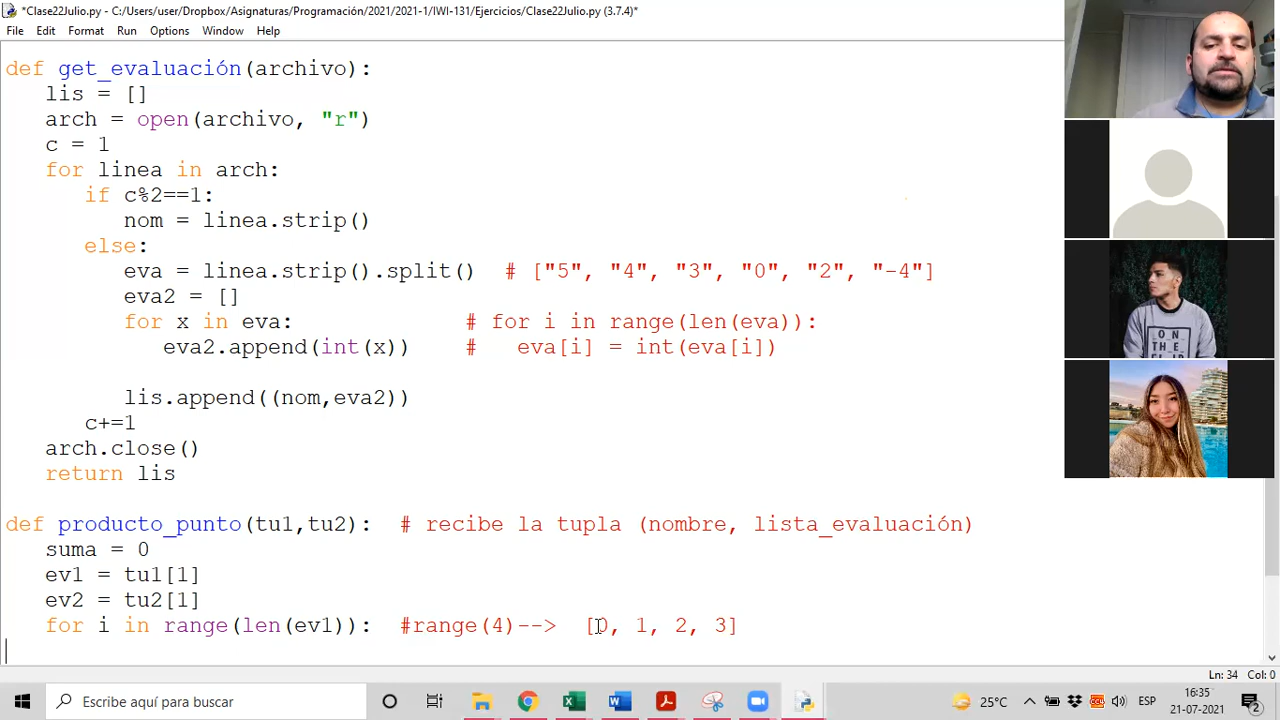 *Clase22Julio.py - C:/Users/user/Dropbox/Asignaturas/Programación/2021/2021-1/IWI-131/Ejercicios/Clase22Julio.py (3.7.4)*
File Edit Format Run Options Window Help
def get_evaluación(archivo):
lis = []
arch = open(archivo, "r")
c = 1
for linea in arch:
if c%2==1:
nom = linea.strip()
else:
eva = linea.strip().split() # ["5", "4", "3", "0", "2", "-4"]
eva2 = []
for x in eva: # for i in range(len(eva)):
eva2.append(int(x)) # eva[i] = int(eva[i])
lis.append((nom,eva2))
c+=1
arch.close()
return lis
def producto_punto(tu1,tu2): # recibe la tupla (nombre, lista_evaluación)
suma = 0
ev1 = tu1[1]
ev2 = tu2[1]
for i in range(len(ev1)): #range(4)--> [0, 1, 2, 3]
ON
THE
Ln: 34 Col: 0
Escribe aquí para buscar
25°C
ESP
16:35
21-07-2021
2